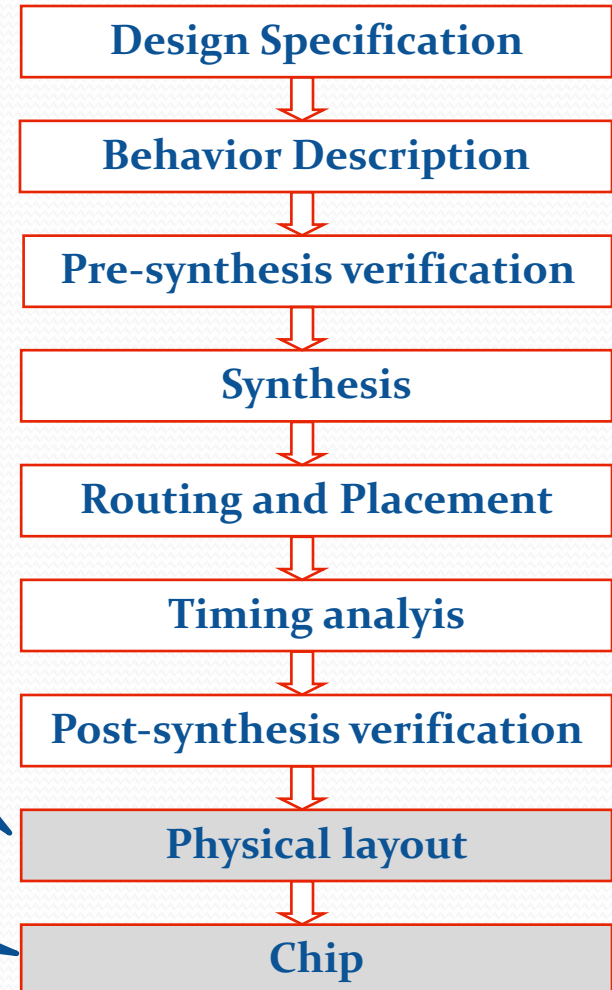 Design Specification
Behavior Description
Pre-synthesis verification
Synthesis
Routing and Placement
Timing analyis
Post-synthesis verification
Physical layout
Chip